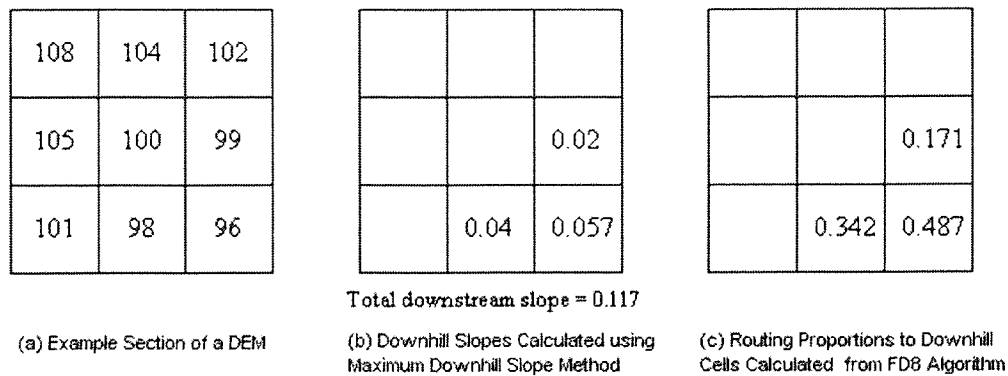 108 104 102
105 100 99
101 98 96
0.02
0.04 0.057
0.171
0.342 0.487
Total downstream slope = 0.117
(a) Example Section of a DEM
(b) Downhill Slopes Calculated using
Maximum Downhill Slope Method
(c) Routing Proportions to Downhill
Cells Calculated from FD8 Algorithm